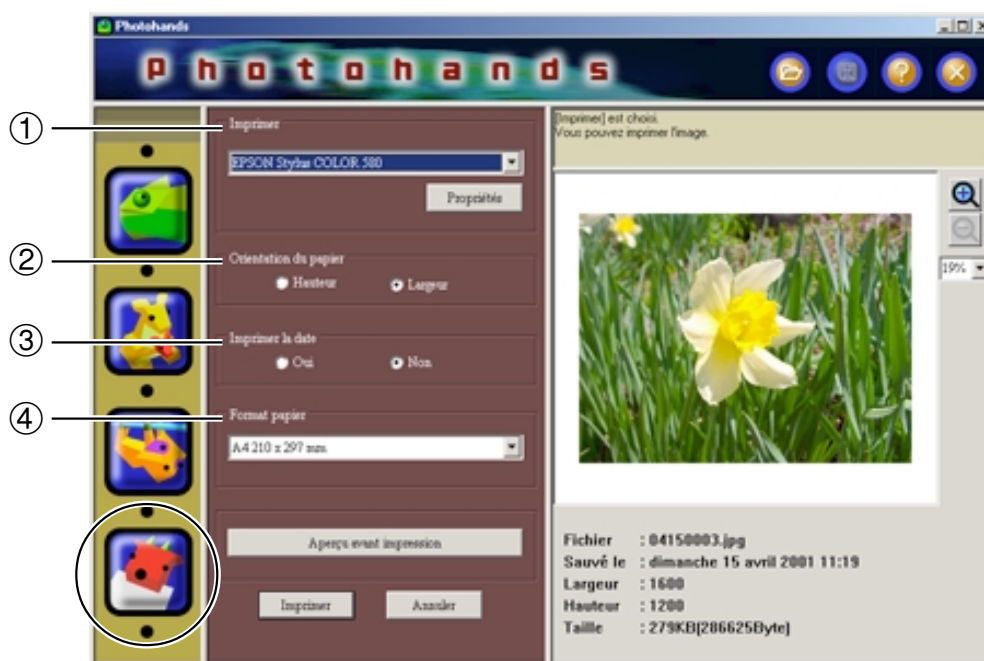 Photohands
Photohands
① Imprimer
EPSON Stylus COLOR 580
Propriétés
② Orientation du papier
Hauteur Largeur
③ Imprimer la date
Oui Non
④ Format papier
A4 210 x 297 mm
Aperçu avant impression
Imprimer Annuler
[Imprimer] est choisi.
Vous pouvez imprimer l'image.
19%
Fichier : 04150003.jpg
Sauvé le : dimanche 15 avril 2001 11:19
Largeur : 1600
Hauteur : 1200
Taille : 279KB(286625Byte)